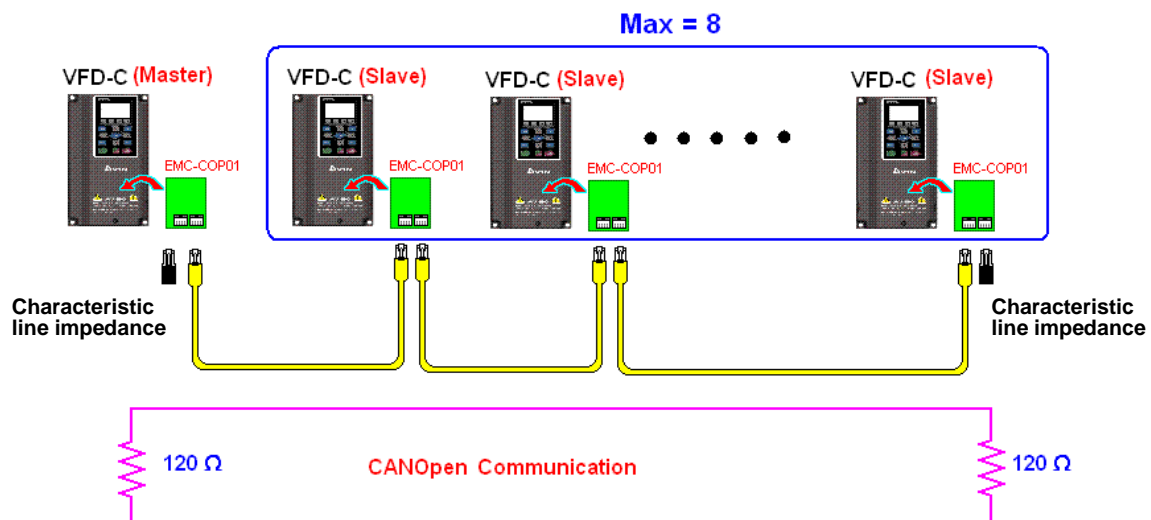 Max = 8
VFD-C (Master)
VFD-C (Slave)
VFD-C (Slave)
VFD-C (Slave)
EMC-COP01
EMC-COP01
EMC-COP01
EMC-COP01
Characteristic
line impedance
Characteristic
line impedance
120 Ω
CANOpen Communication
120 Ω